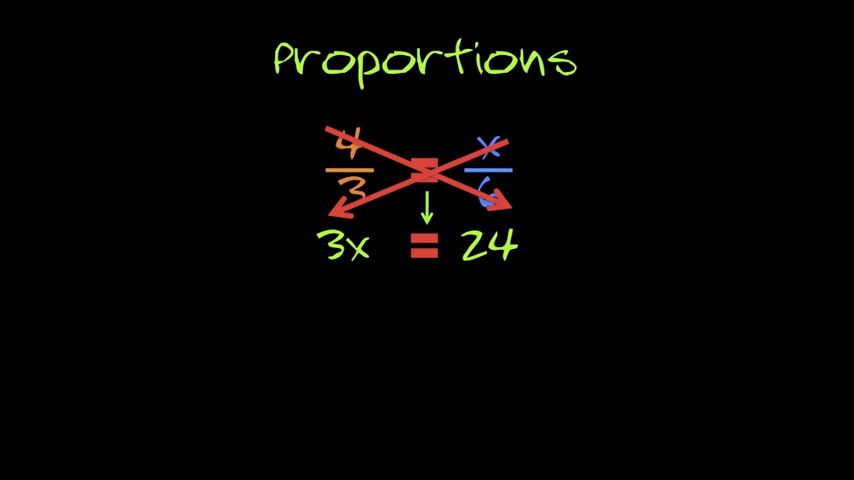 Proportions
4/3 = x/6
3x = 24